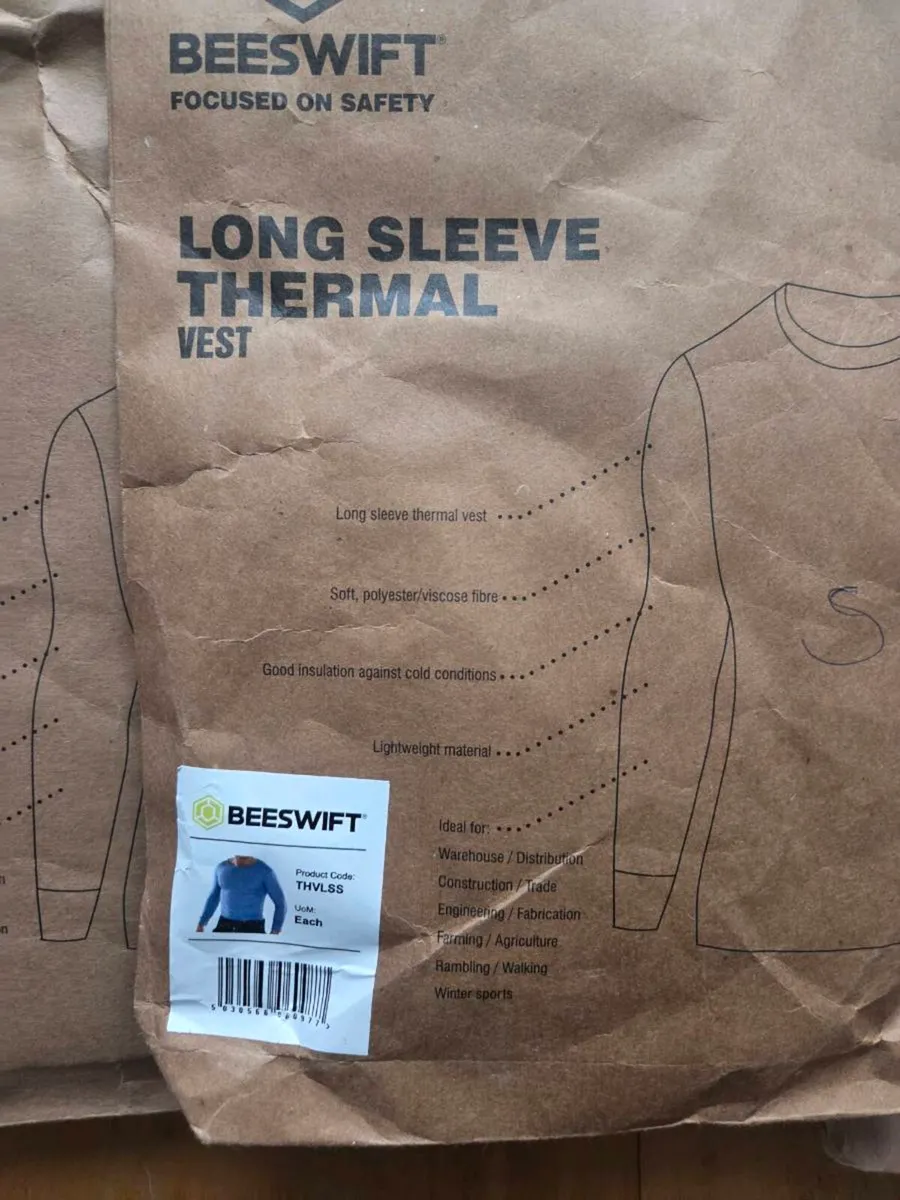 BEESWIFT®
FOCUSED ON SAFETY
LONG SLEEVE
THERMAL
VEST
Long sleeve thermal vest
Soft, polyester/viscose fibre
Good insulation against cold conditions
Lightweight material
Ideal for:
Warehouse / Distribution
Construction / Trade
Engineering / Fabrication
Farming / Agriculture
Rambling / Walking
Winter sports
S
BEESWIFT®
Product Code:
THVLSS
UoM:
Each